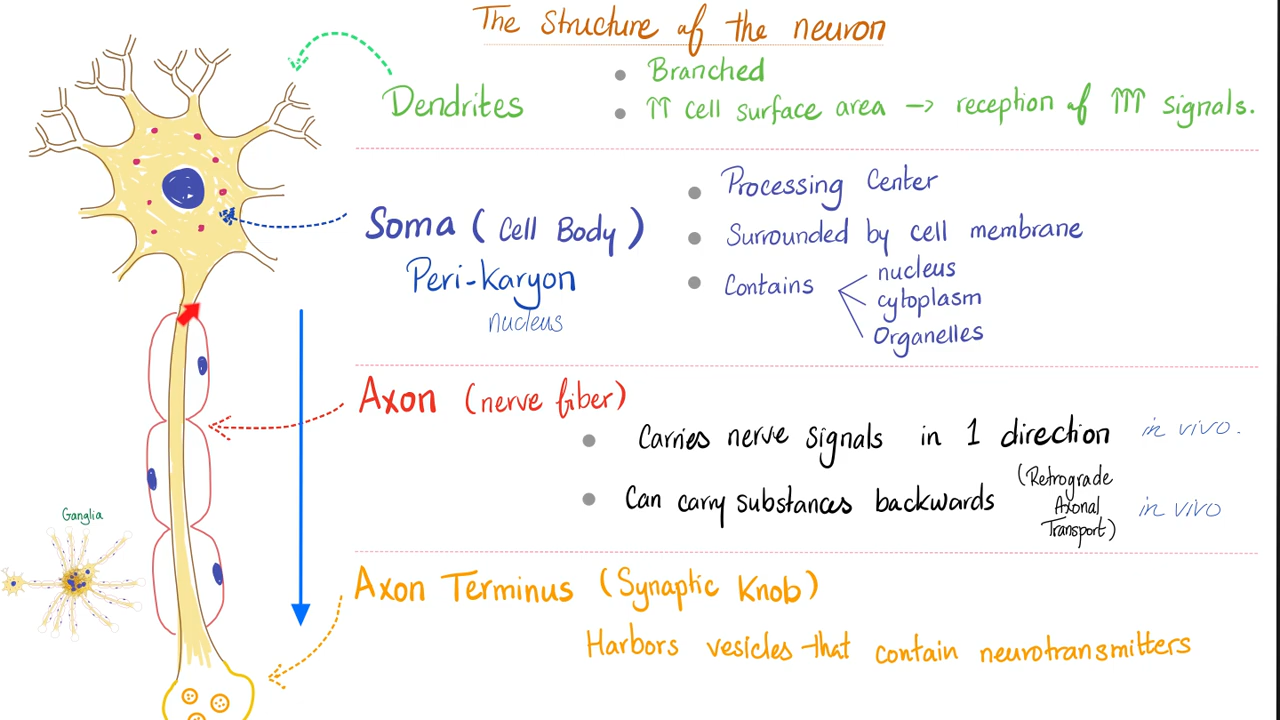 The Structure of the neuron
Dendrites
Branched
↑↑ cell surface area → reception of ↑↑↑ signals.
Soma (Cell Body)
Peri-Karyon
nucleus
Processing Center
Surrounded by cell membrane
Contains
nucleus
cytoplasm
Organelles
Axon (nerve fiber)
Carries nerve signals in 1 direction in vivo.
Can carry substances backwards (Retrograde Axonal Transport) in vivo
Ganglia
Axon Terminus (Synaptic Knob)
Harbors vesicles that contain neurotransmitters